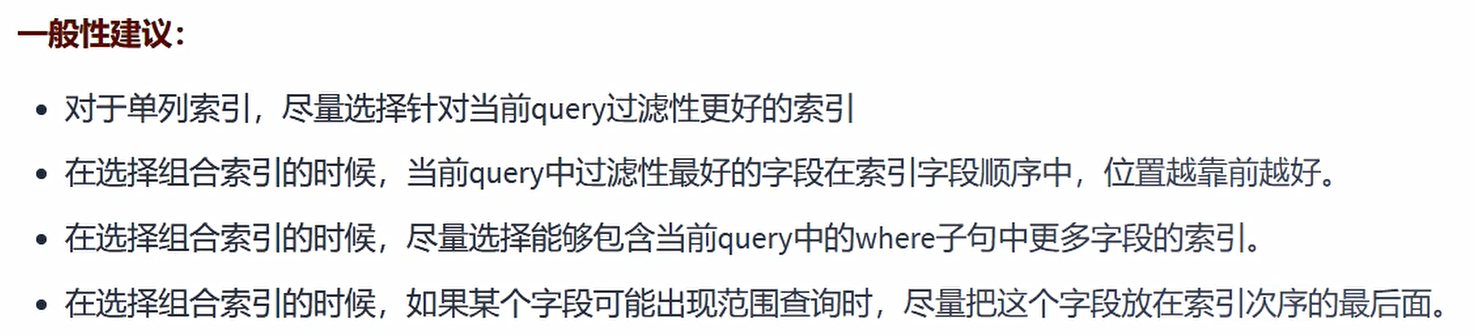 一般性建议：
• 对于单列索引，尽量选择针对当前query过滤性更好的索引
• 在选择组合索引的时候，当前query中过滤性最好的字段在索引字段顺序中，位置越靠前越好。
• 在选择组合索引的时候，尽量选择能够包含当前query中的where子句中更多字段的索引。
• 在选择组合索引的时候，如果某个字段可能出现范围查询时，尽量把这个字段放在索引次序的最后面。